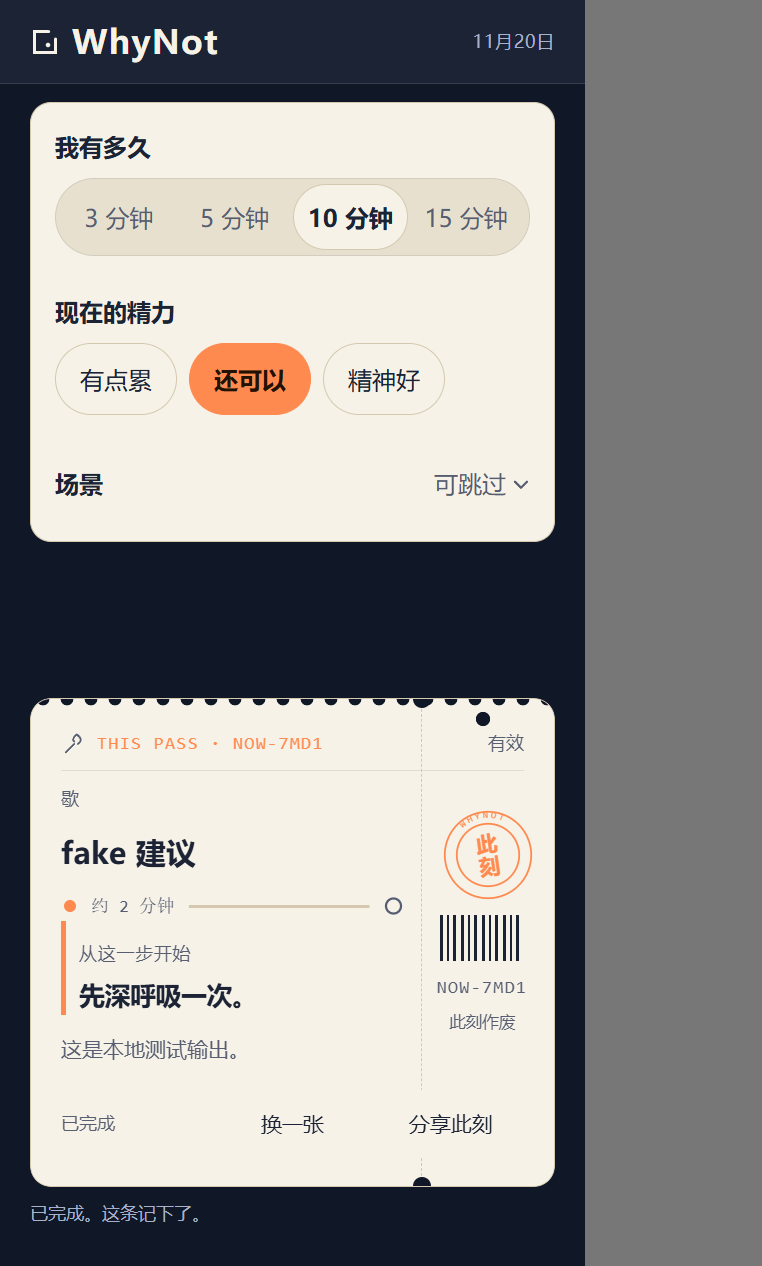 WhyNot
11月20日
我有多久
3 分钟 5 分钟 10 分钟 15 分钟
现在的精力
有点累 还可以 精神好
场景 可跳过
THIS PASS · NOW-7MD1
有效
歇
fake 建议
约 2 分钟
从这一步开始
先深呼吸一次。
这是本地测试输出。
WHYNOT
此刻
NOW-7MD1
此刻作废
已完成 换一张 分享此刻
已完成。这条记下了。